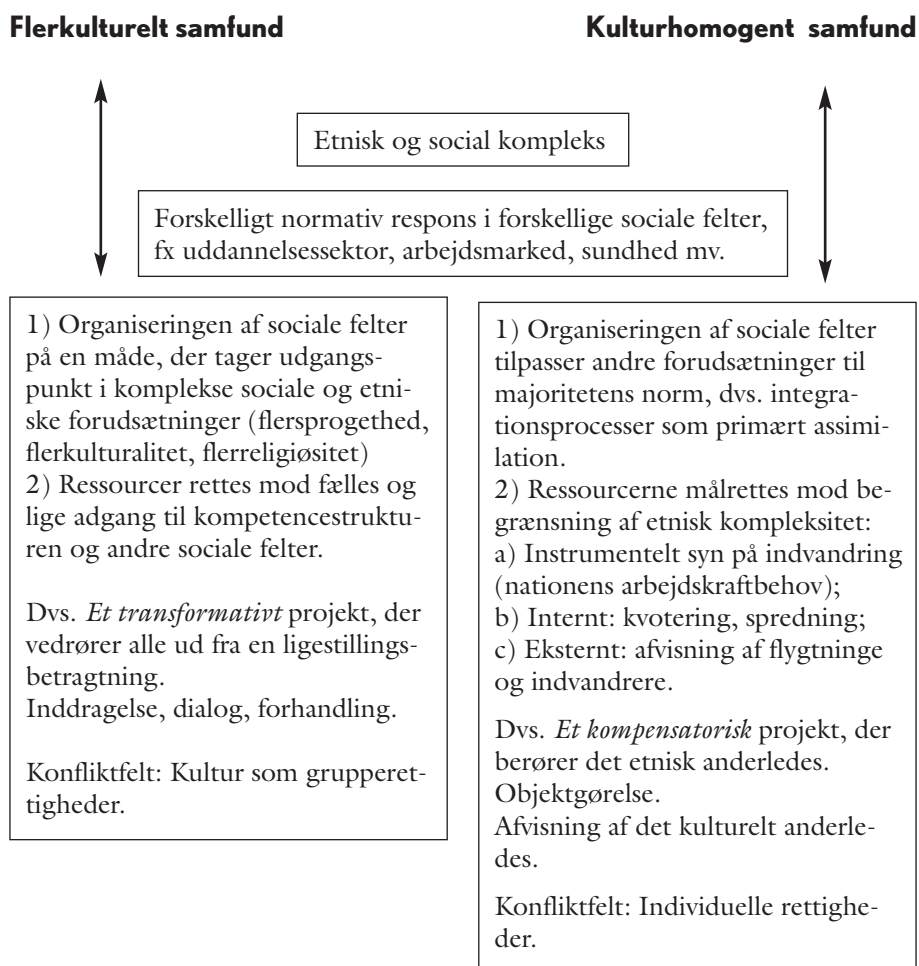 Flerkulturelt samfund
Kulturhomogent samfund
Etnisk og social kompleks
Forskelligt normativ respons i forskellige sociale felter,
fx uddannelsessektor, arbejdsmarked, sundhed mv.
1) Organiseringen af sociale felter
på en måde, der tager udgangs-
punkt i komplekse sociale og etni-
ske forudsætninger (flersprogethed,
flerkulturalitet, flerreligiøsitet)
2) Ressourcer rettes mod fælles og
lige adgang til kompetencestruktu-
ren og andre sociale felter.
Dvs. Et transformativt projekt, der
vedrører alle ud fra en ligestillings-
betragtning.
Inddragelse, dialog, forhandling.
Konfliktfelt: Kultur som grupperet-
tigheder.
1) Organiseringen af sociale felter
tilpasser andre forudsætninger til
majoritetens norm, dvs. integra-
tionsprocesser som primært assimi-
lation.
2) Ressourcerne målrettes mod be-
grænsning af etnisk kompleksitet:
a) Instrumentelt syn på indvandring
(nationens arbejdskraftbehov);
b) Internt: kvotering, spredning;
c) Eksternt: afvisning af flygtninge
og indvandrere.
Dvs. Et kompensatorisk projekt, der
berører det etnisk anderledes.
Objektgørelse.
Afvisning af det kulturelt anderle-
des.
Konfliktfelt: Individuelle rettighe-
der.